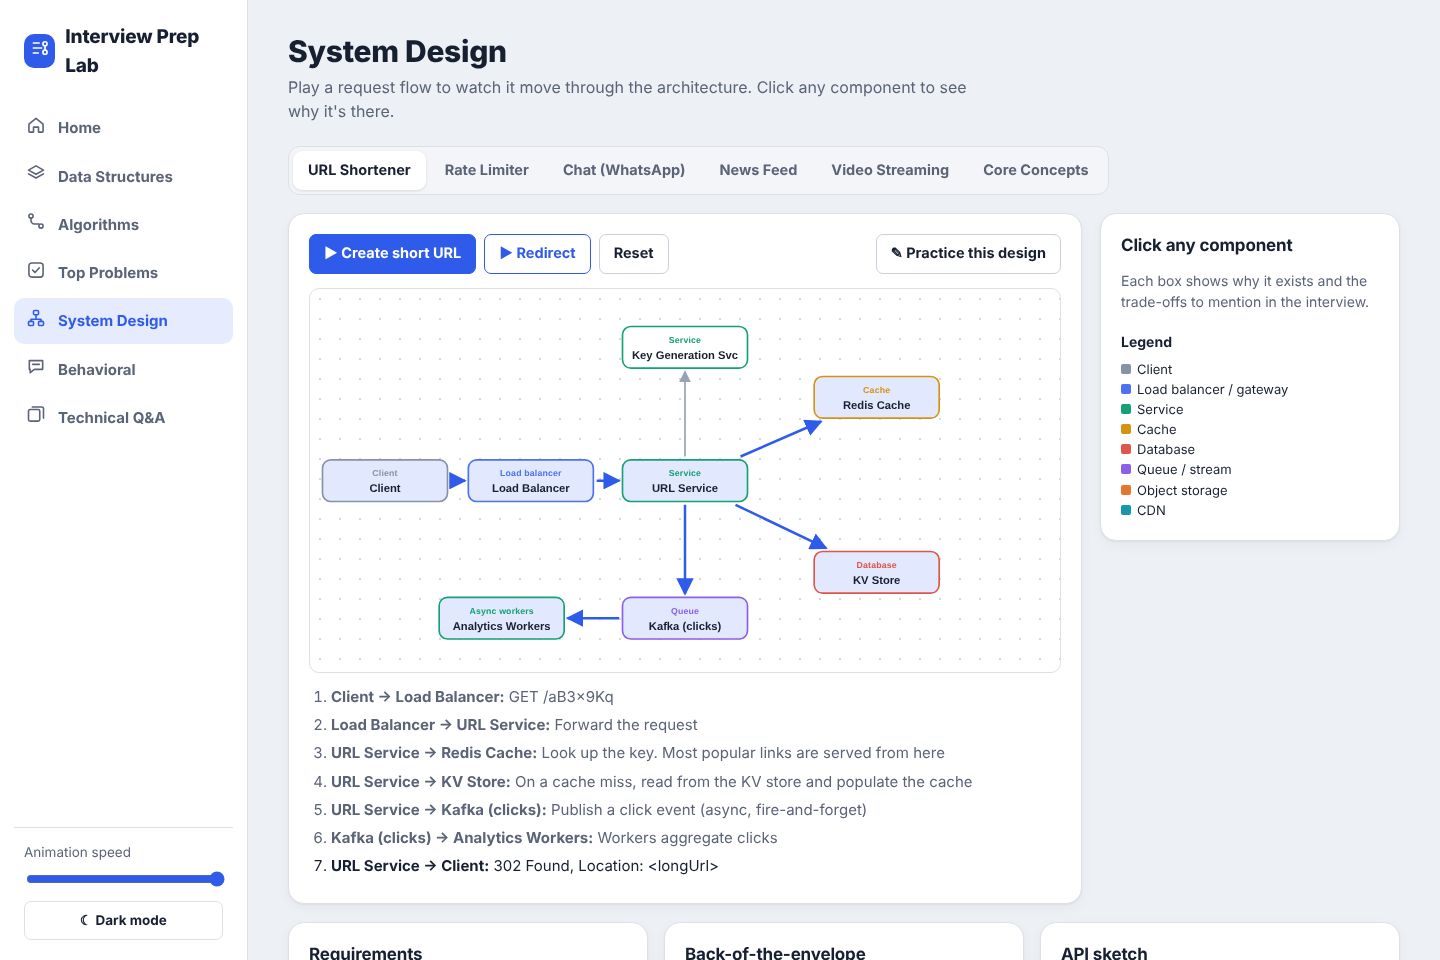 Interview Prep
Lab
Home
Data Structures
Algorithms
Top Problems
System Design
Behavioral
Technical Q&A
Animation speed
☾ Dark mode
System Design
Play a request flow to watch it move through the architecture. Click any component to see
why it's there.
URL Shortener
Rate Limiter
Chat (WhatsApp)
News Feed
Video Streaming
Core Concepts
▶ Create short URL
▶ Redirect
Reset
✎ Practice this design
Service
Key Generation Svc
Cache
Redis Cache
Client
Client
Load balancer
Load Balancer
Service
URL Service
Database
KV Store
Async workers
Analytics Workers
Queue
Kafka (clicks)
1. Client → Load Balancer: GET /aB3x9Kq
2. Load Balancer → URL Service: Forward the request
3. URL Service → Redis Cache: Look up the key. Most popular links are served from here
4. URL Service → KV Store: On a cache miss, read from the KV store and populate the cache
5. URL Service → Kafka (clicks): Publish a click event (async, fire-and-forget)
6. Kafka (clicks) → Analytics Workers: Workers aggregate clicks
7. URL Service → Client: 302 Found, Location: <longUrl>
Click any component
Each box shows why it exists and the
trade-offs to mention in the interview.
Legend
Client
Load balancer / gateway
Service
Cache
Database
Queue / stream
Object storage
CDN
Requirements
Back-of-the-envelope
API sketch